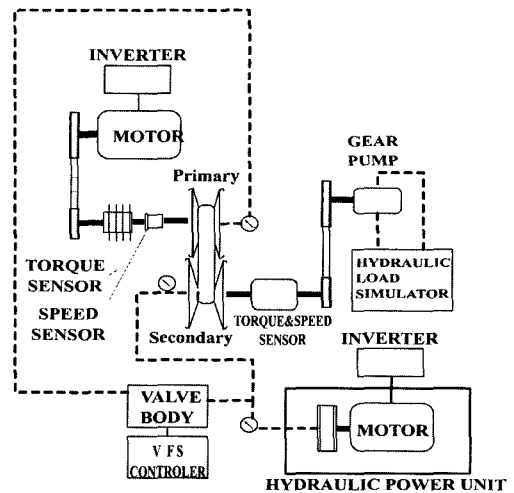 INVERTER
MOTOR
GEAR
PUMP
Primary
TORQUE
SENSOR
SPEED
SENSOR
HYDRAULIC
LOAD
SIMULATOR
Secondary
TORQUE&SPEED
SENSOR
INVERTER
VALVE
BODY
MOTOR
V F S
CONTROLER
HYDRAULIC POWER UNIT